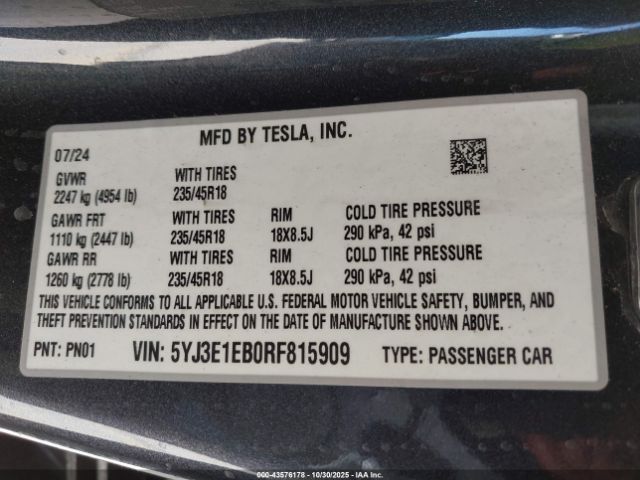 MFD BY TESLA, INC.
07/24
GVWR WITH TIRES
2247 kg (4954 lb) 235/45R18
GAWR FRT WITH TIRES RIM COLD TIRE PRESSURE
1110 kg (2447 lb) 235/45R18 18X8.5J 290 kPa, 42 psi
GAWR RR WITH TIRES RIM COLD TIRE PRESSURE
1260 kg (2778 lb) 235/45R18 18X8.5J 290 kPa, 42 psi
THIS VEHICLE CONFORMS TO ALL APPLICABLE U.S. FEDERAL MOTOR VEHICLE SAFETY, BUMPER, AND
THEFT PREVENTION STANDARDS IN EFFECT ON THE DATE OF MANUFACTURE SHOWN ABOVE.
PNT: PN01 VIN: 5YJ3E1EB0RF815909 TYPE: PASSENGER CAR
00-43576178 - 10/30/2025 - IAAI.COM